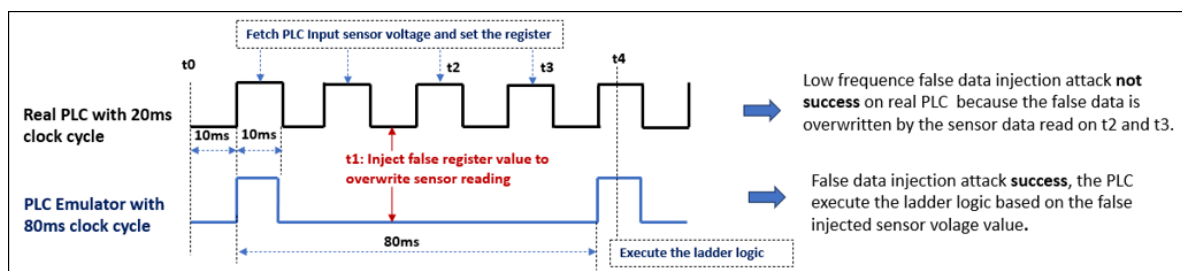 Fetch PLC Input sensor voltage and set the register
t0
t2
t3
t4
Real PLC with 20ms
clock cycle
10ms
10ms
t1: Inject false register value to
overwrite sensor reading
PLC Emulator with
80ms clock cycle
80ms
Execute the ladder logic
Low frequence false data injection attack not
success on real PLC because the false data is
overwritten by the sensor data read on t2 and t3.
False data injection attack success, the PLC
execute the ladder logic based on the false
injected sensor volage value.